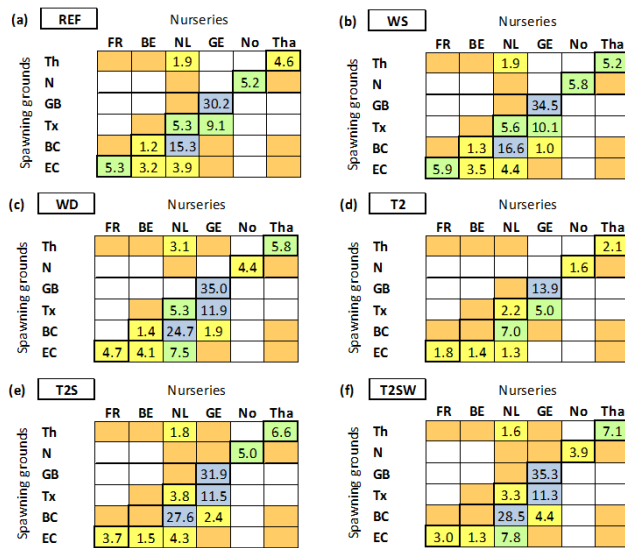 (a) REF Nurseries
FR BE NL GE No Tha
Spawning grounds
Th 1.9 4.6
N 5.2
GB 30.2
Tx 5.3 9.1
BC 1.2 15.3
EC 5.3 3.2 3.9
(b) WS Nurseries
FR BE NL GE No Tha
Spawning grounds
Th 1.9 5.2
N 5.8
GB 34.5
Tx 5.6 10.1
BC 1.3 16.6 1.0
EC 5.9 3.5 4.4
(c) WD Nurseries
FR BE NL GE No Tha
Spawning grounds
Th 3.1 5.8
N 4.4
GB 35.0
Tx 5.3 11.9
BC 1.4 24.7 1.9
EC 4.7 4.1 7.5
(d) T2 Nurseries
FR BE NL GE No Tha
Spawning grounds
Th 2.1
N 1.6
GB 13.9
Tx 2.2 5.0
BC 7.0
EC 1.8 1.4 1.3
(e) T2S Nurseries
FR BE NL GE No Tha
Spawning grounds
Th 1.8 6.6
N 5.0
GB 31.9
Tx 3.8 11.5
BC 27.6 2.4
EC 3.7 1.5 4.3
(f) T2SW Nurseries
FR BE NL GE No Tha
Spawning grounds
Th 1.6 7.1
N 3.9
GB 35.3
Tx 3.3 11.3
BC 28.5 4.4
EC 3.0 1.3 7.8